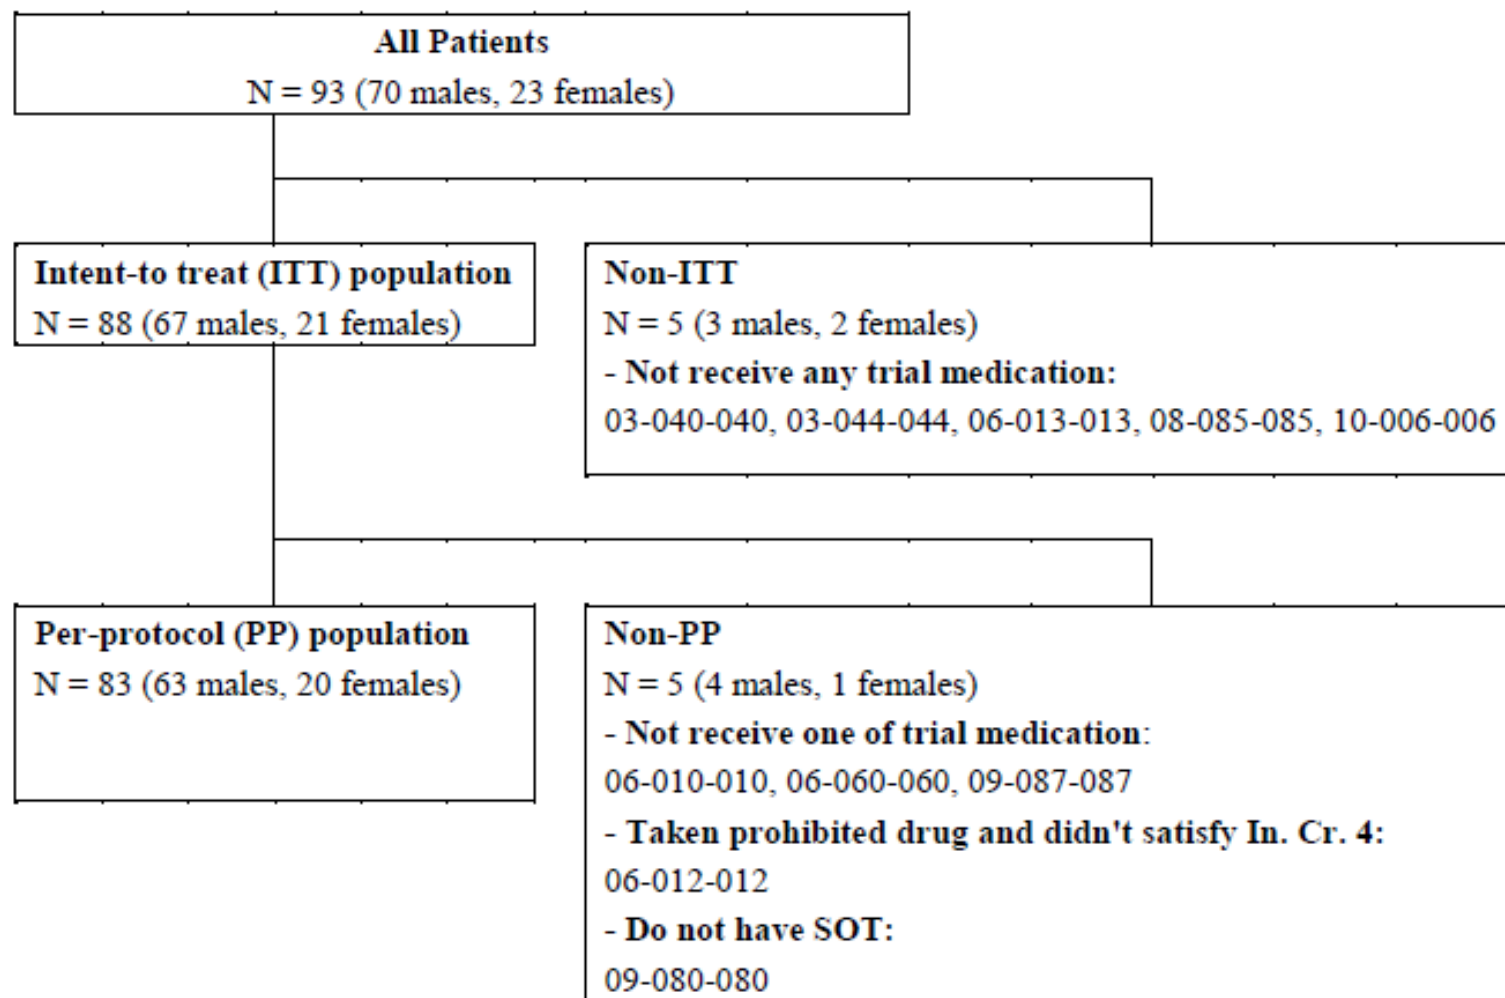 All Patients
N = 93 (70 males, 23 females)
Intent-to treat (ITT) population
N = 88 (67 males, 21 females)
Non-ITT
N = 5 (3 males, 2 females)
- Not receive any trial medication:
03-040-040, 03-044-044, 06-013-013, 08-085-085, 10-006-006
Per-protocol (PP) population
N = 83 (63 males, 20 females)
Non-PP
N = 5 (4 males, 1 females)
- Not receive one of trial medication:
06-010-010, 06-060-060, 09-087-087
- Taken prohibited drug and didn't satisfy In. Cr. 4:
06-012-012
- Do not have SOT:
09-080-080